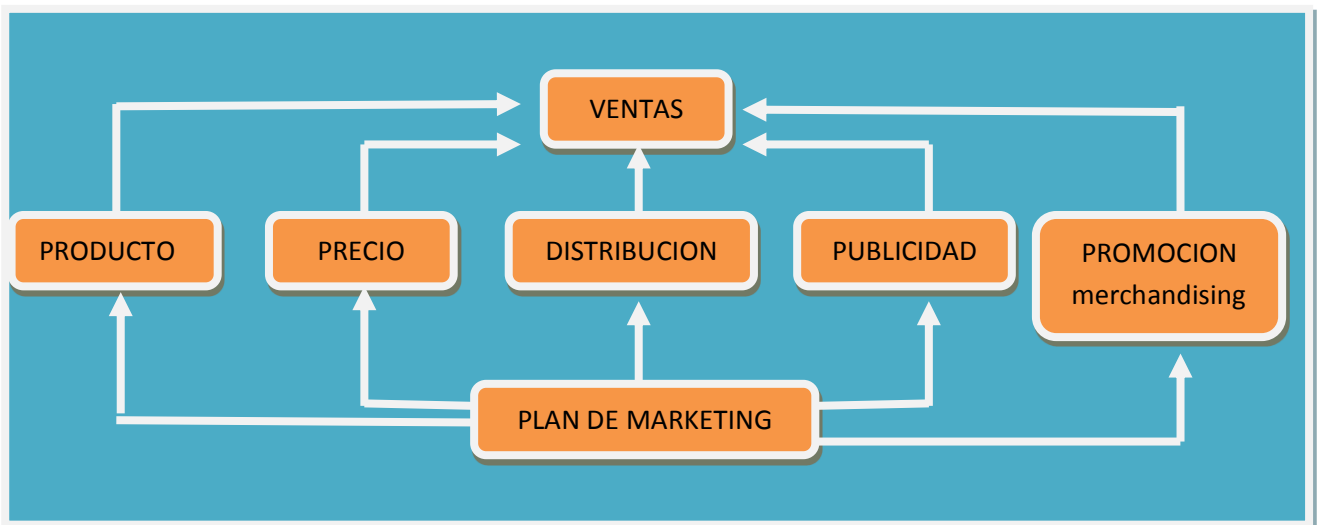 VENTAS
PRODUCTO
PRECIO
DISTRIBUCION
PUBLICIDAD
PROMOCION
merchandising
PLAN DE MARKETING